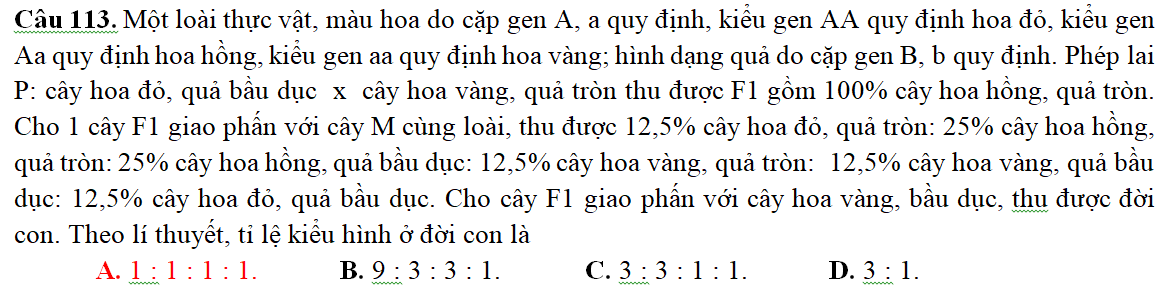 Câu 113. Một loài thực vật, màu hoa do cặp gen A, a quy định, kiểu gen AA quy định hoa đỏ, kiểu gen
Aa quy định hoa hồng, kiểu gen aa quy định hoa vàng; hình dạng quả do cặp gen B, b quy định. Phép lai
P: cây hoa đỏ, quả bầu dục x cây hoa vàng, quả tròn thu được F1 gồm 100% cây hoa hồng, quả tròn.
Cho 1 cây F1 giao phấn với cây M cùng loài, thu được 12,5% cây hoa đỏ, quả tròn: 25% cây hoa hồng,
quả tròn: 25% cây hoa hồng, quả bầu dục: 12,5% cây hoa vàng, quả tròn: 12,5% cây hoa vàng, quả bầu
dục: 12,5% cây hoa đỏ, quả bầu dục. Cho cây F1 giao phấn với cây hoa vàng, bầu dục, thu được đời
con. Theo lí thuyết, tỉ lệ kiểu hình ở đời con là
A. 1 : 1 : 1 : 1. B. 9 : 3 : 3 : 1. C. 3 : 3 : 1 : 1. D. 3 : 1.